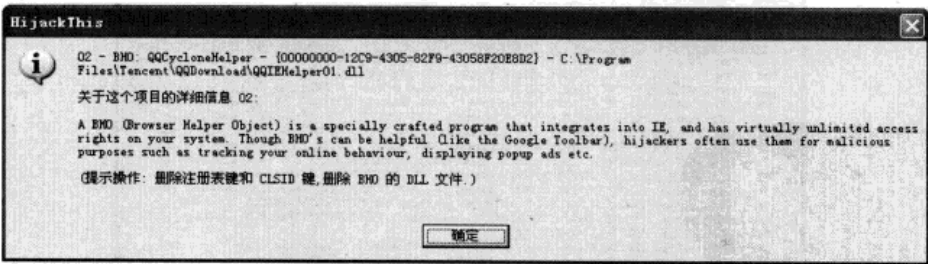 HijackThis
O2 - BHO: QQCycloneHelper - {00000000-12C9-4305-82F9-43058F20E8D2} - C:\Program
Files\Tencent\QQDownload\QQIEHelper01.dll
关于这个项目的详细信息 O2:
A BHO (Browser Helper Object) is a specially crafted program that integrates into IE, and has virtually unlimited access
rights on your system. Though BHO's can be helpful (like the Google Toolbar), hijackers often use them for malicious
purposes such as tracking your online behaviour, displaying popup ads etc.
(提示操作: 删除注册表键和 CLSID 键,删除 BHO 的 DLL 文件.)
确定